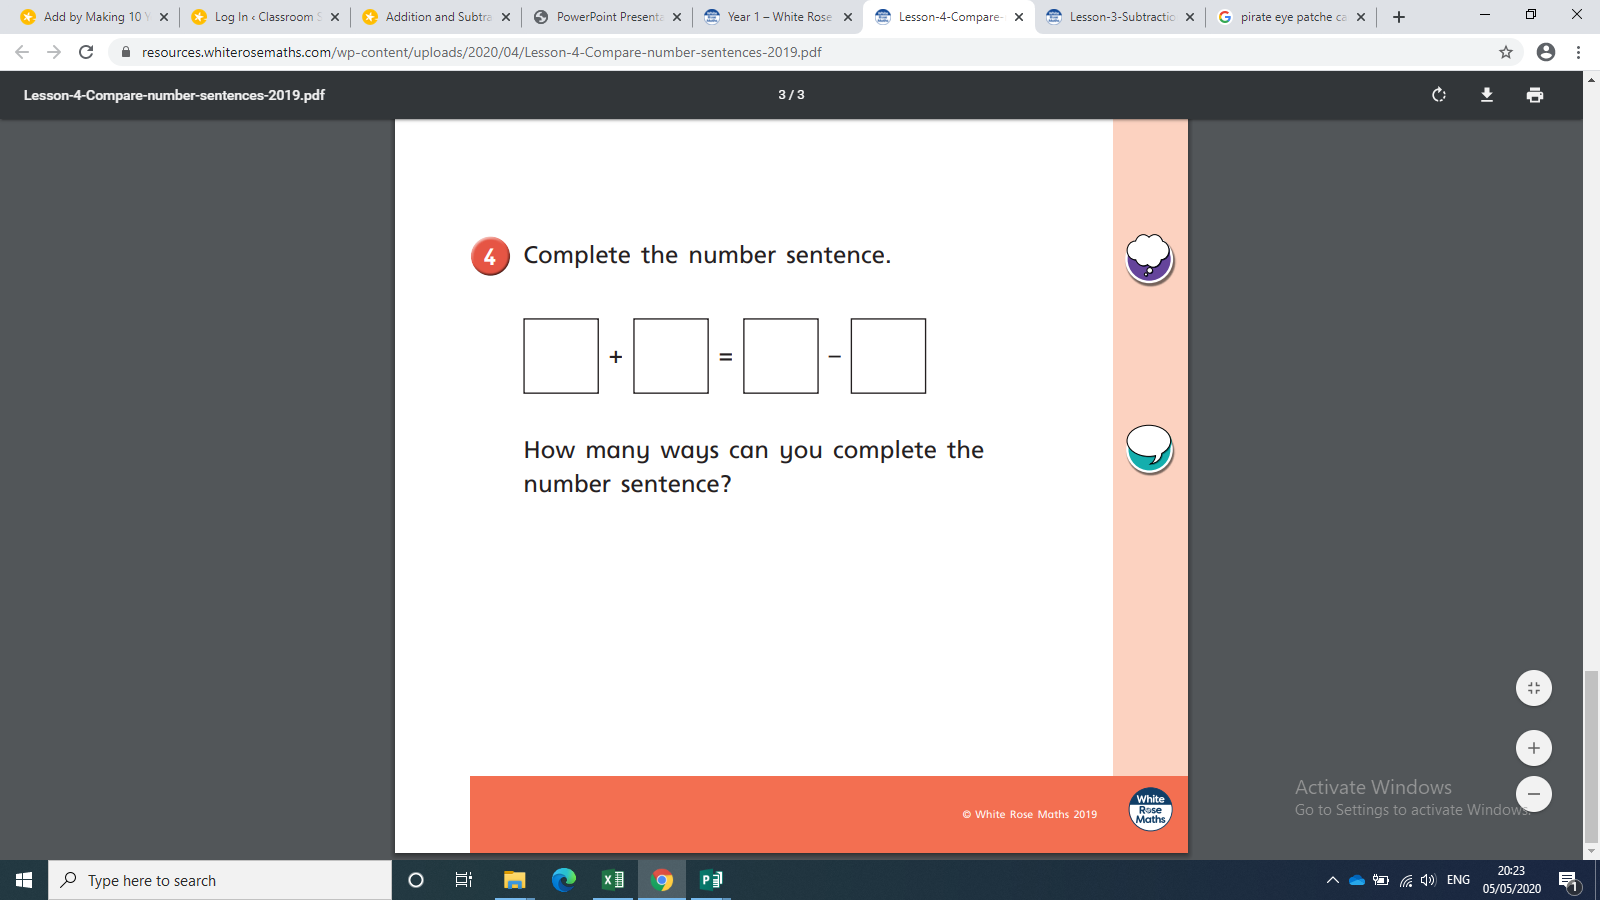 Add by Making 10 Y
Log In ‹ Classroom S
Addition and Subtra
PowerPoint Presenta
Year 1 – White Rose
Lesson-4-Compare-
Lesson-3-Subtractio
pirate eye patche ca
resources.whiterosemaths.com/wp-content/uploads/2020/04/Lesson-4-Compare-number-sentences-2019.pdf
Lesson-4-Compare-number-sentences-2019.pdf
3 / 3
4 Complete the number sentence.
+ = −
How many ways can you complete the
number sentence?
Activate Windows
Go to Settings to activate Windows.
© White Rose Maths 2019
White
Rose
Maths
Type here to search
ENG
20:23
05/05/2020
1